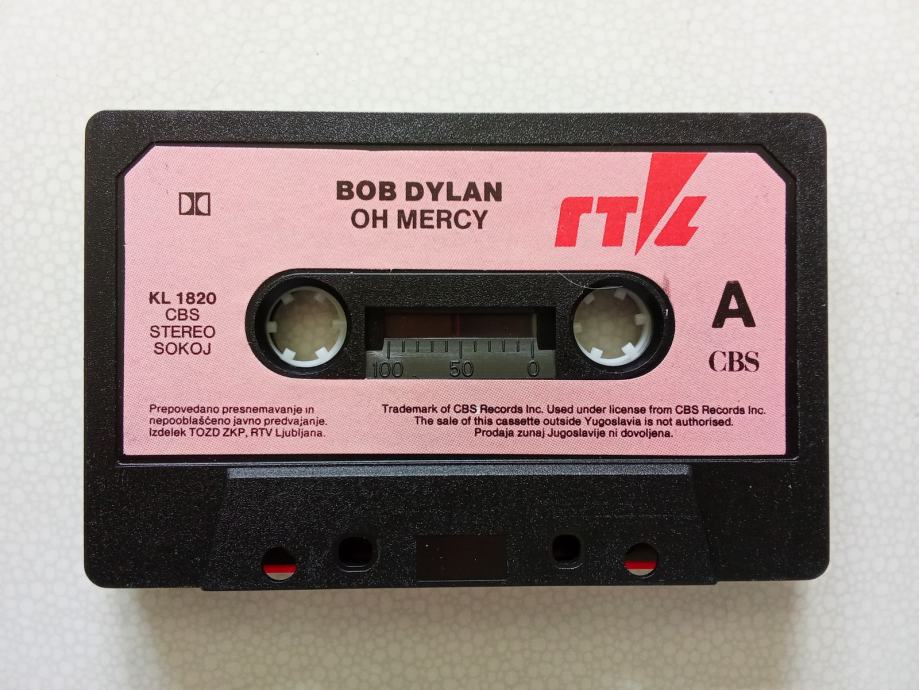 BOB DYLAN
OH MERCY
rtvL
KL 1820
CBS
STEREO
SOKOJ
A
CBS
100 50 0
Prepovedano presnemavanje in
nepooblaščeno javno predvajanje.
Izdelek TOZD ZKP, RTV Ljubljana.
Trademark of CBS Records Inc. Used under license from CBS Records Inc.
The sale of this cassette outside Yugoslavia is not authorised.
Prodaja zunaj Jugoslavije ni dovoljena.